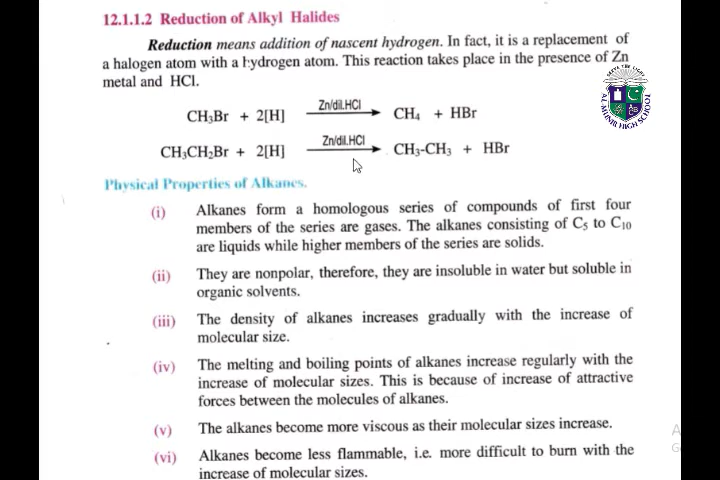 12.1.1.2 Reduction of Alkyl Halides
Reduction means addition of nascent hydrogen. In fact, it is a replacement of
a halogen atom with a hydrogen atom. This reaction takes place in the presence of Zn
metal and HCl.
CH₃Br + 2[H] Zn/dil.HCl CH₄ + HBr
CH₃CH₂Br + 2[H] Zn/dil.HCl CH₃-CH₃ + HBr
Physical Properties of Alkanes.
(i) Alkanes form a homologous series of compounds of first four
members of the series are gases. The alkanes consisting of C₅ to C₁₀
are liquids while higher members of the series are solids.
(ii) They are nonpolar, therefore, they are insoluble in water but soluble in
organic solvents.
(iii) The density of alkanes increases gradually with the increase of
molecular size.
(iv) The melting and boiling points of alkanes increase regularly with the
increase of molecular sizes. This is because of increase of attractive
forces between the molecules of alkanes.
(v) The alkanes become more viscous as their molecular sizes increase.
(vi) Alkanes become less flammable, i.e. more difficult to burn with the
increase of molecular sizes.
AL MUNIR HIGH SCHOOL